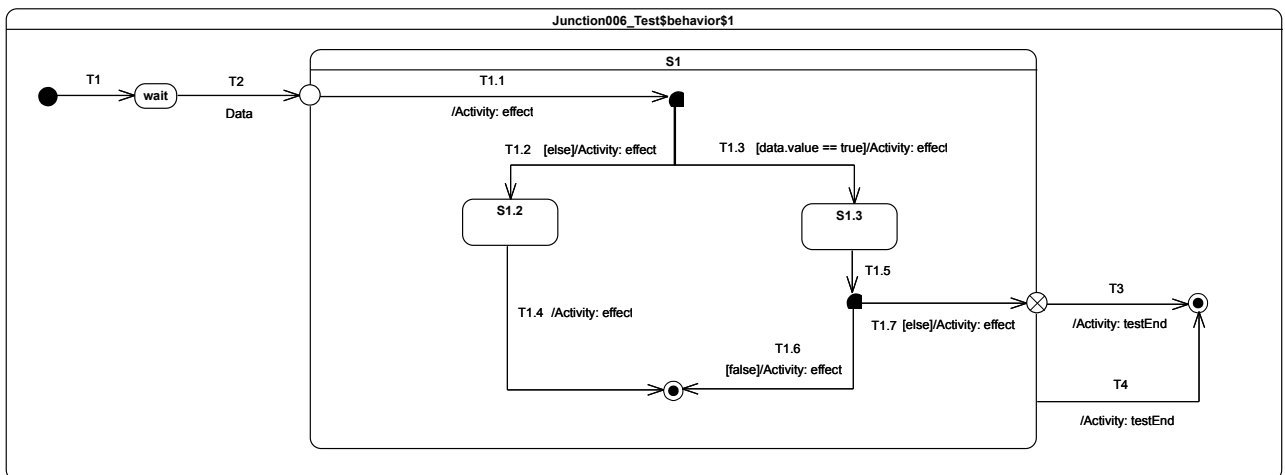 Junction006_Test$behavior$1
S1
T1
T2
T1.1
wait
Data
/Activity: effect
T1.2 [else]/Activity: effect
T1.3 [data.value == true]/Activity: effect
S1.2
S1.3
T1.5
T1.4 /Activity: effect
T3
T1.7 [else]/Activity: effect
/Activity: testEnd
T1.6
[false]/Activity: effect
T4
/Activity: testEnd